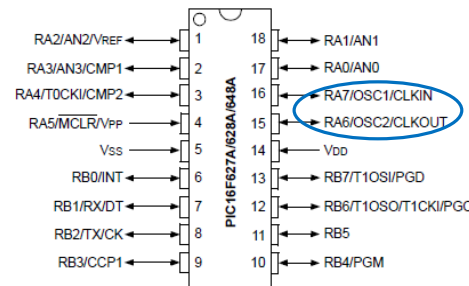 RA2/AN2/VREF 1 18 RA1/AN1
RA3/AN3/CMP1 2 17 RA0/AN0
RA4/T0CKI/CMP2 3 16 RA7/OSC1/CLKIN
RA5/MCLR/VPP 4 15 RA6/OSC2/CLKOUT
VSS 5 14 VDD
RB0/INT 6 13 RB7/T1OSI/PGD
RB1/RX/DT 7 12 RB6/T1OSO/T1CKI/PGC
RB2/TX/CK 8 11 RB5
RB3/CCP1 9 10 RB4/PGM
PIC16F627A/628A/648A